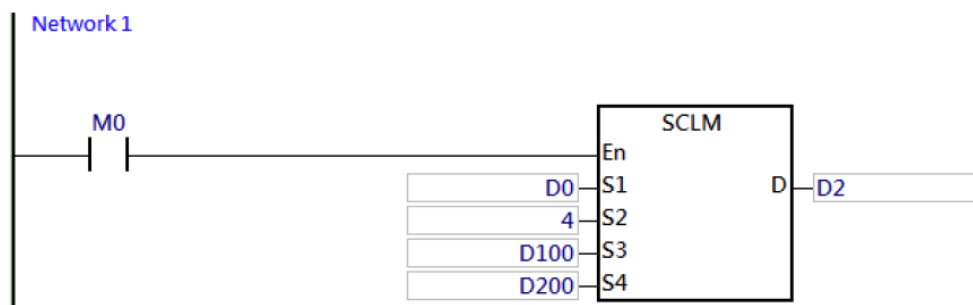 Network 1
M0
SCLM
En
D0 S1 D D2
4 S2
D100 S3
D200 S4